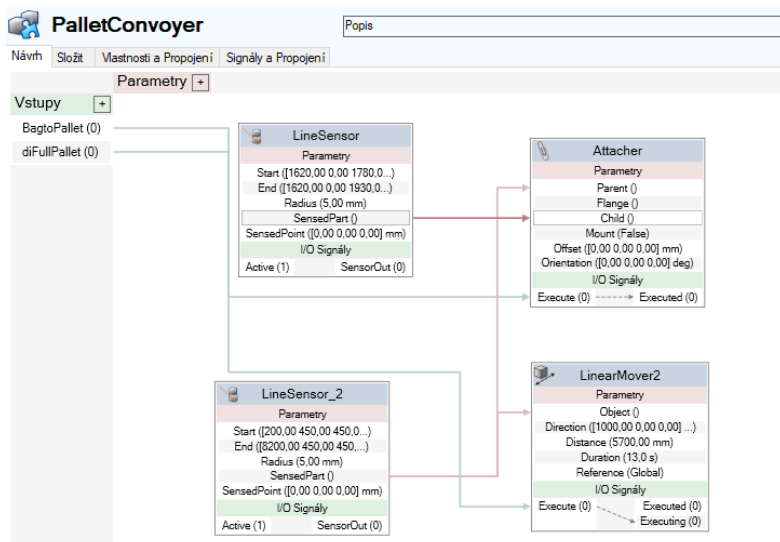 PalletConvoyer
Popis
Návrh Složit Vlastnosti a Propojení Signály a Propojení
Parametry +
Vstupy +
BagtoPallet (0)
diFullPallet (0)
LineSensor
Parametry
Start ([1620,00 0,00 1780,0...)
End ([1620,00 0,00 1930,0...)
Radius (5,00 mm)
SensedPart ()
SensedPoint ([0,00 0,00 0,00] mm)
I/O Signály
Active (1) SensorOut (0)
Attacher
Parametry
Parent ()
Flange ()
Child ()
Mount (False)
Offset ([0,00 0,00 0,00] mm)
Orientation ([0,00 0,00 0,00] deg)
I/O Signály
Execute (0) Executed (0)
LineSensor_2
Parametry
Start ([200,00 450,00 450,0...)
End ([8200,00 450,00 450,...)
Radius (5,00 mm)
SensedPart ()
SensedPoint ([0,00 0,00 0,00] mm)
I/O Signály
Active (1) SensorOut (0)
LinearMover2
Parametry
Object ()
Direction ([1000,00 0,00 0,00] ...)
Distance (5700,00 mm)
Duration (13,0 s)
Reference (Global)
I/O Signály
Execute (0) Executed (0)
Executing (0)